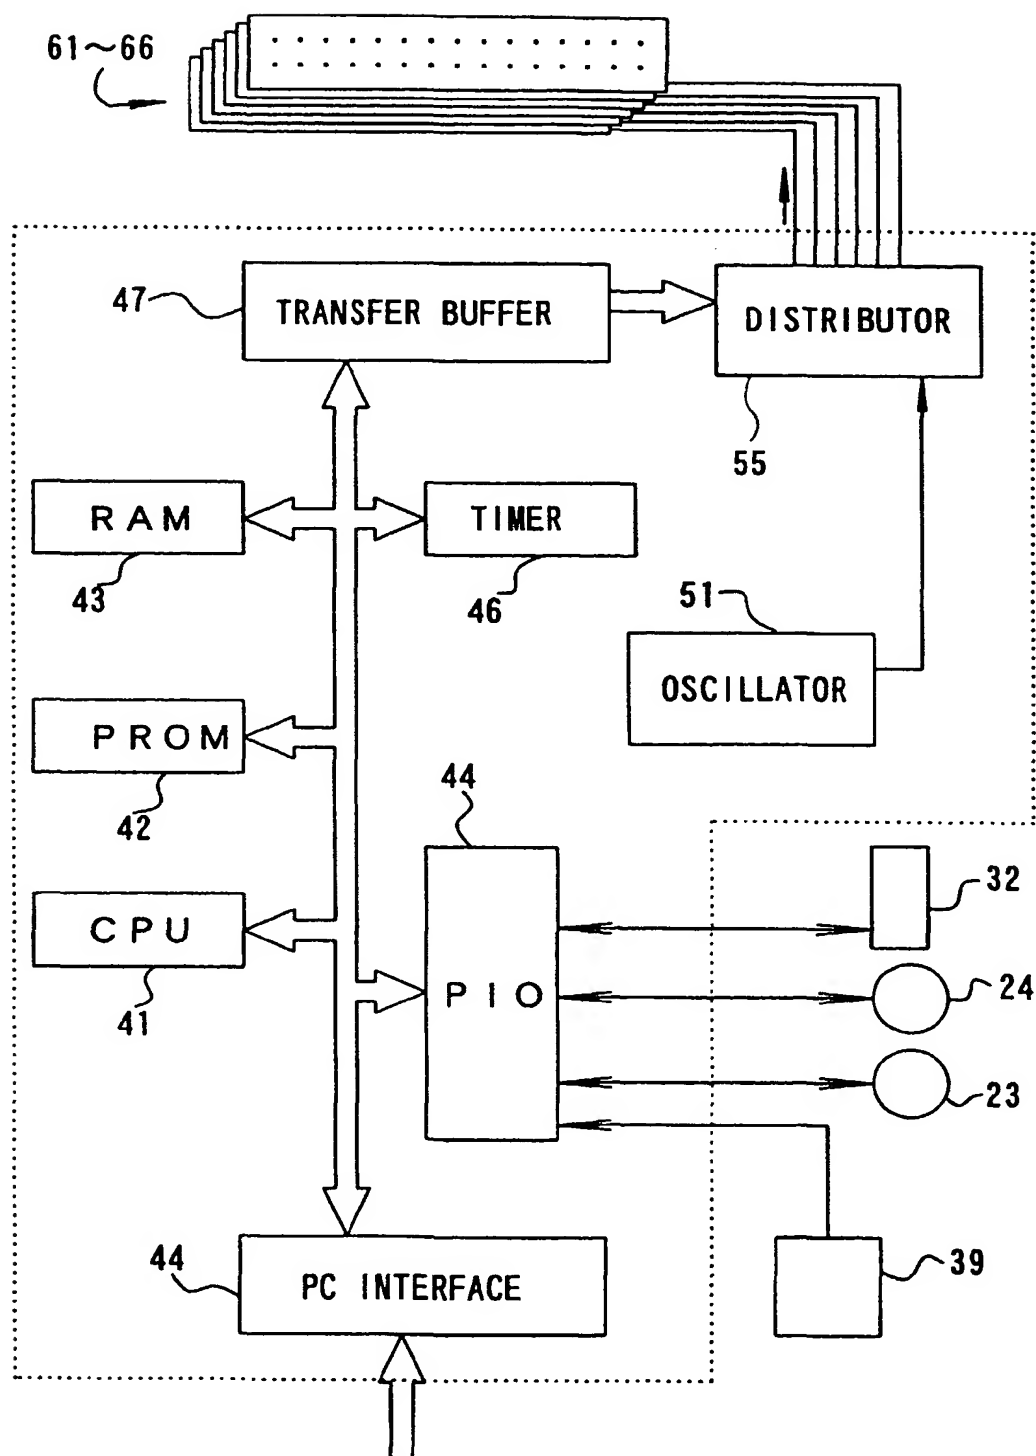 61~66
47
TRANSFER BUFFER
DISTRIBUTOR
55
RAM
43
TIMER
46
51
OSCILLATOR
PROM
42
44
32
CPU
41
PIO
24
23
44
PC INTERFACE
39